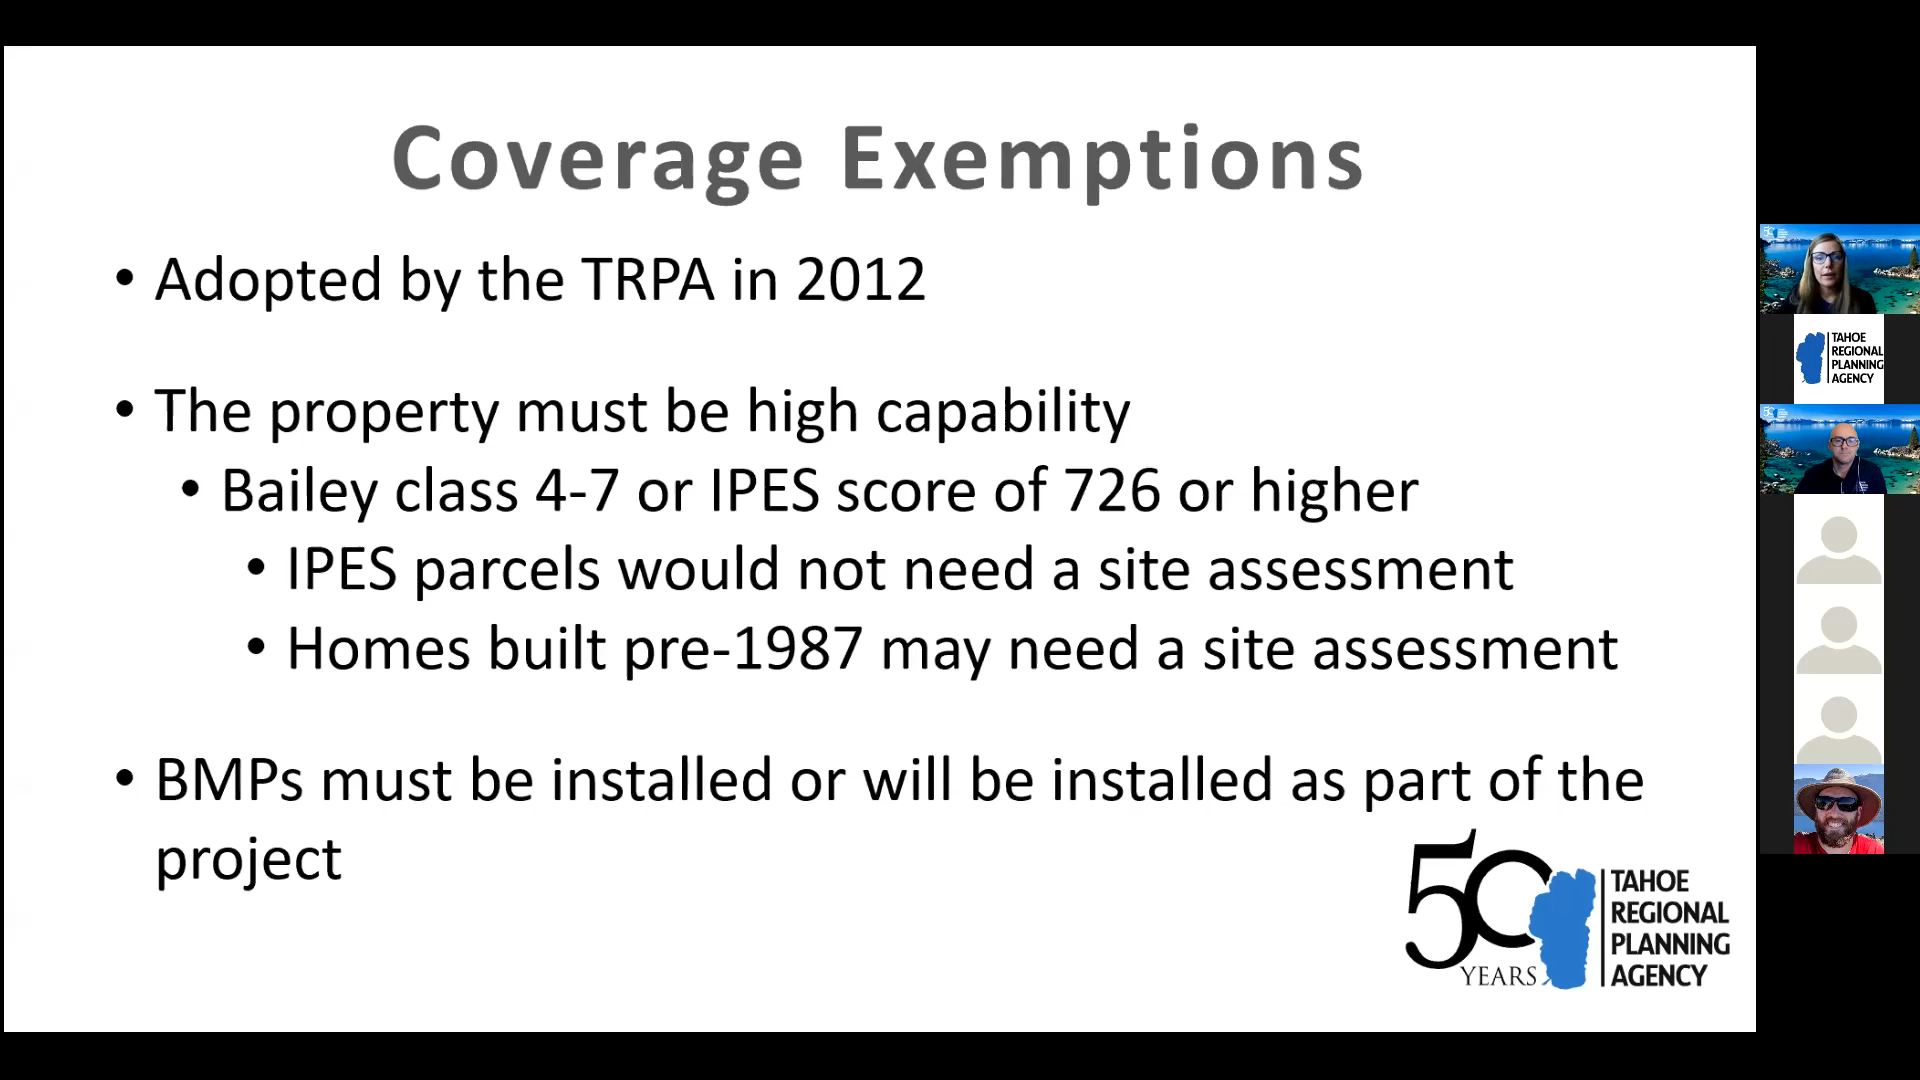 Coverage Exemptions
• Adopted by the TRPA in 2012
• The property must be high capability
• Bailey class 4-7 or IPES score of 726 or higher
• IPES parcels would not need a site assessment
• Homes built pre-1987 may need a site assessment
• BMPs must be installed or will be installed as part of the
project
50
YEARS
TAHOE
REGIONAL
PLANNING
AGENCY
TAHOE
REGIONAL
PLANNING
AGENCY